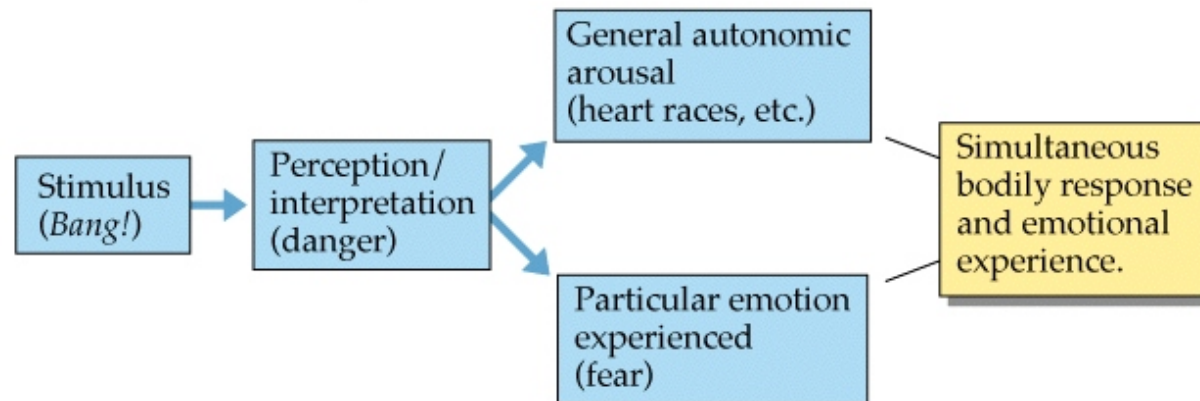 Stimulus
(Bang!)
Perception/
interpretation
(danger)
General autonomic
arousal
(heart races, etc.)
Particular emotion
experienced
(fear)
Simultaneous
bodily response
and emotional
experience.